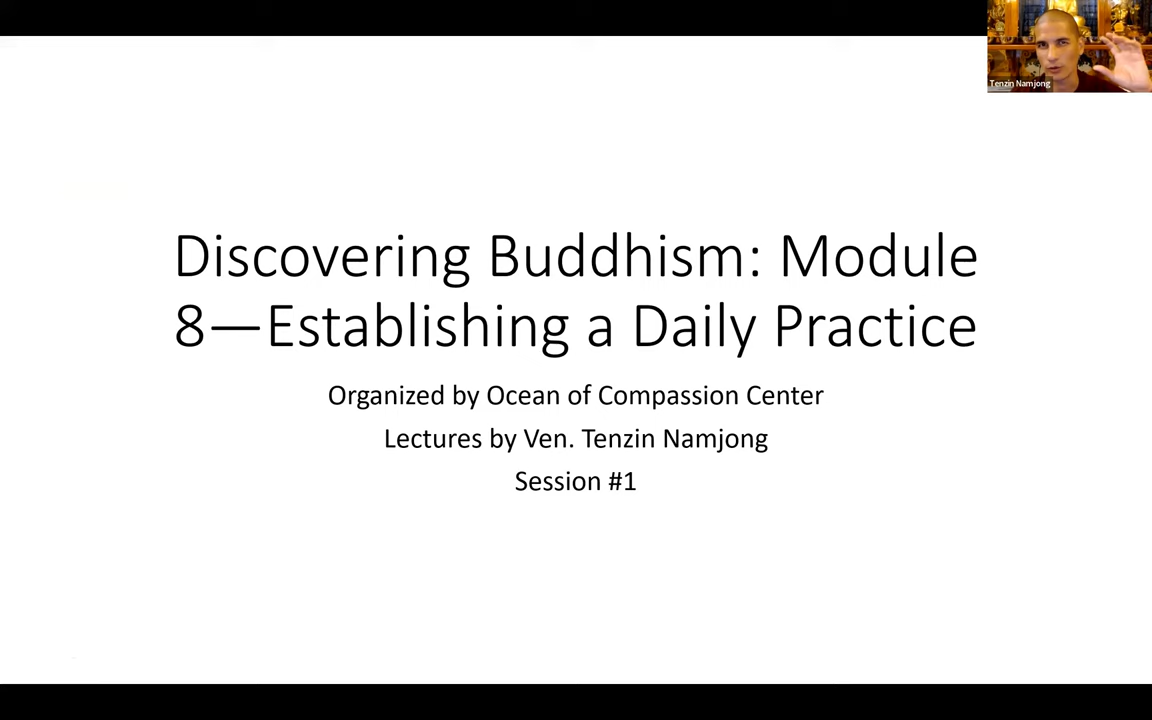 Tenzin Namjong
Discovering Buddhism: Module
8—Establishing a Daily Practice
Organized by Ocean of Compassion Center
Lectures by Ven. Tenzin Namjong
Session #1